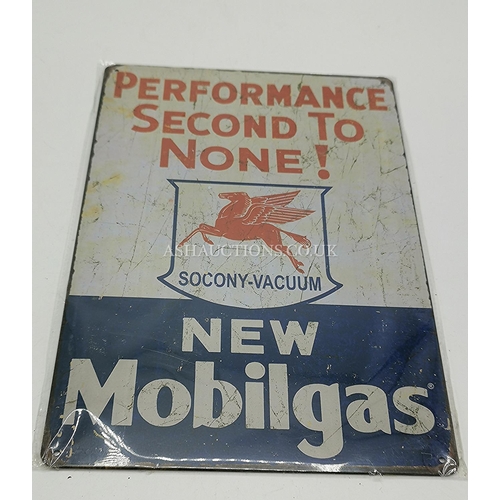 PERFORMANCE
SECOND TO
NONE!
ASHAUCTIONS.CO.UK
SOCONY-VACUUM
NEW
Mobilgas®